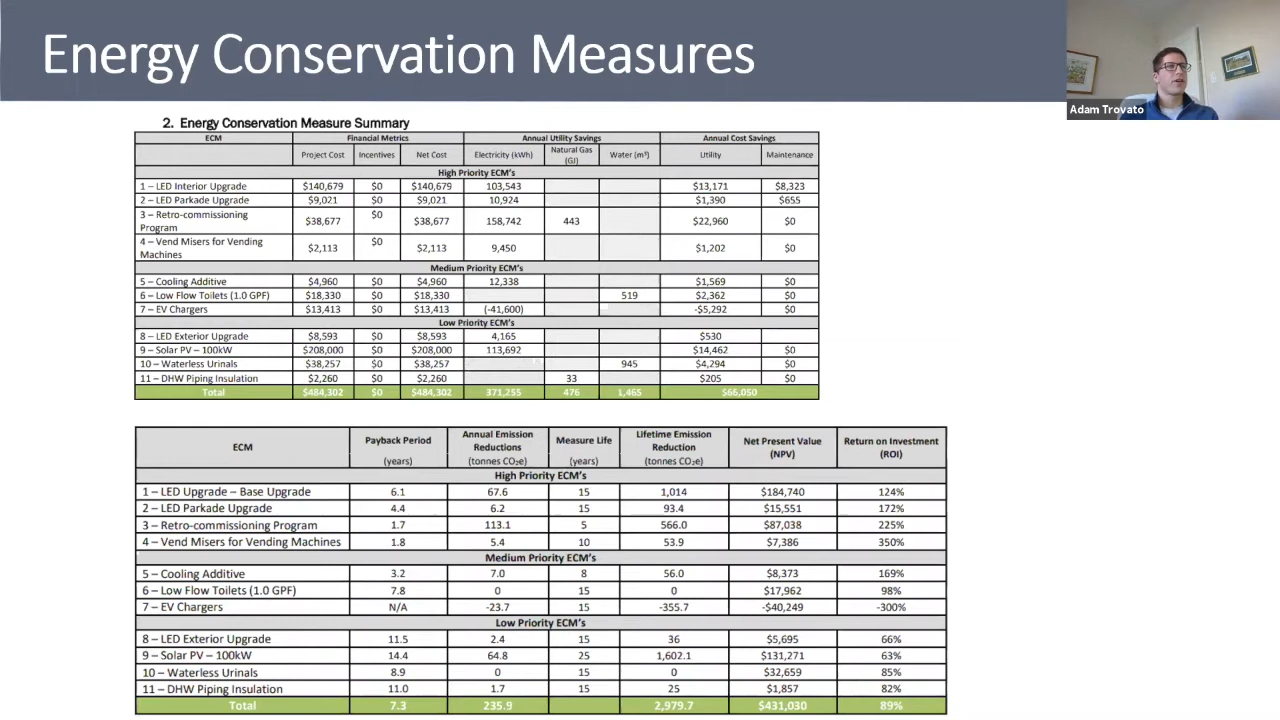 Energy Conservation Measures
Adam Trovato
2. Energy Conservation Measure Summary
ECM Financial Metrics Annual Utility Savings Annual Cost Savings
Project Cost Incentives Net Cost Electricity (kWh) Natural Gas (GJ) Water (m³) Utility Maintenance
High Priority ECM's
1 – LED Interior Upgrade $140,679 $0 $140,679 103,543 $13,171 $8,323
2 – LED Parkade Upgrade $9,021 $0 $9,021 10,924 $1,390 $655
3 – Retro-commissioning Program $38,677 $0 $38,677 158,742 443 $22,960 $0
4 – Vend Misers for Vending Machines $2,113 $0 $2,113 9,450 $1,202 $0
Medium Priority ECM's
5 – Cooling Additive $4,960 $0 $4,960 12,338 $1,569 $0
6 – Low Flow Toilets (1.0 GPF) $18,330 $0 $18,330 519 $2,362 $0
7 – EV Chargers $13,413 $0 $13,413 (-41,600) -$5,292 $0
Low Priority ECM's
8 – LED Exterior Upgrade $8,593 $0 $8,593 4,165 $530
9 – Solar PV – 100kW $208,000 $0 $208,000 113,692 $14,462 $0
10 – Waterless Urinals $38,257 $0 $38,257 945 $4,294 $0
11 – DHW Piping Insulation $2,260 $0 $2,260 33 $205 $0
Total $484,302 $0 $484,302 371,255 476 1,465 $66,050
ECM Payback Period (years) Annual Emission Reductions (tonnes CO₂e) Measure Life (years) Lifetime Emission Reduction (tonnes CO₂e) Net Present Value (NPV) Return on Investment (ROI)
High Priority ECM's
1 – LED Upgrade – Base Upgrade 6.1 67.6 15 1,014 $184,740 124%
2 – LED Parkade Upgrade 4.4 6.2 15 93.4 $15,551 172%
3 – Retro-commissioning Program 1.7 113.1 5 566.0 $87,038 225%
4 – Vend Misers for Vending Machines 1.8 5.4 10 53.9 $7,386 350%
Medium Priority ECM's
5 – Cooling Additive 3.2 7.0 8 56.0 $8,373 169%
6 – Low Flow Toilets (1.0 GPF) 7.8 0 15 0 $17,962 98%
7 – EV Chargers N/A -23.7 15 -355.7 -$40,249 -300%
Low Priority ECM's
8 – LED Exterior Upgrade 11.5 2.4 15 36 $5,695 66%
9 – Solar PV – 100kW 14.4 64.8 25 1,602.1 $131,271 63%
10 – Waterless Urinals 8.9 0 15 0 $32,659 85%
11 – DHW Piping Insulation 11.0 1.7 15 25 $1,857 82%
Total 7.3 235.9 2,979.7 $431,030 89%